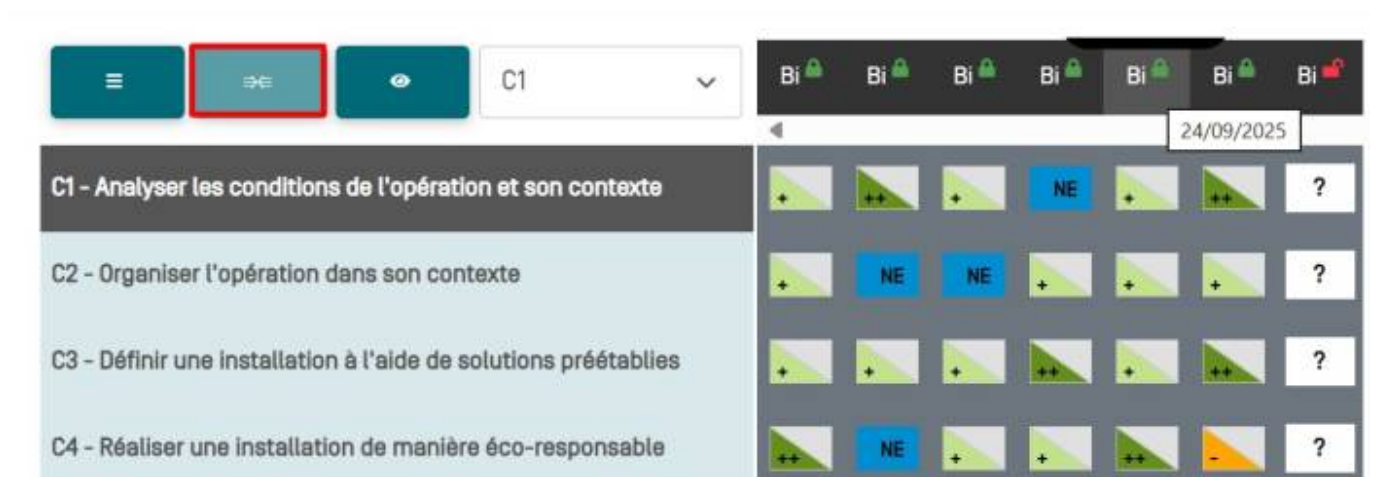 C1
Bi Bi Bi Bi Bi Bi Bi
24/09/2025
C1 - Analyser les conditions de l'opération et son contexte + ++ + NE + ++ ?
C2 - Organiser l'opération dans son contexte + NE NE + + + ?
C3 - Définir une installation à l'aide de solutions préétablies + + + ++ + ++ ?
C4 - Réaliser une installation de manière éco-responsable ++ NE + + ++ - ?